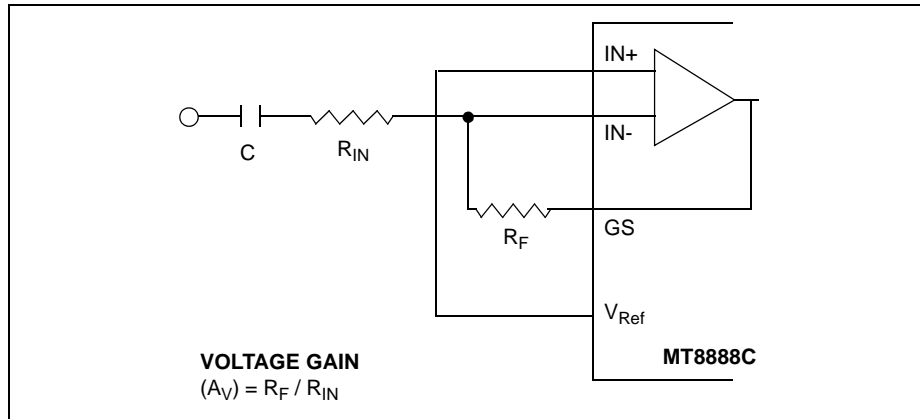 IN+
IN-
C
R_IN
R_F
GS
V_Ref
MT8888C
VOLTAGE GAIN
(A_V) = R_F / R_IN